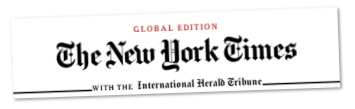 GLOBAL EDITION
The New York Times
WITH THE International Herald Tribune